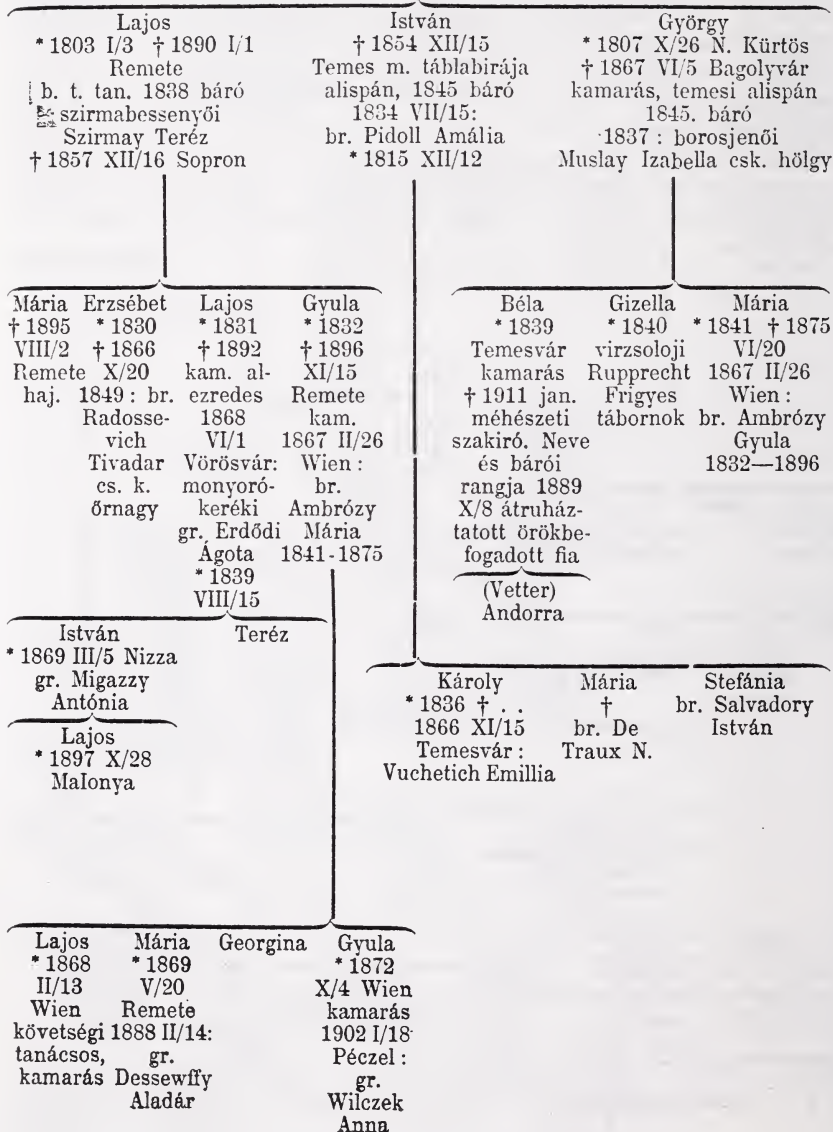 Lajos
* 1803 I/3 † 1890 I/1
Remete
b. t. tan. 1838 báró
szirmabessenyői
Szirmay Teréz
† 1857 XII/16 Sopron
István
† 1854 XII/15
Temes m. táblabirája
alispán, 1845 báró
1834 VII/15:
br. Pidoll Amália
* 1815 XII/12
György
* 1807 X/26 N. Kürtös
† 1867 VI/5 Bagolyvár
kamarás, temesi alispán
1845. báró
1837 : borosjenői
Muslay Izabella csk. hölgy
Mária
† 1895
VIII/2
Remete
haj.
Erzsébet
* 1830
† 1866
X/20
1849 : br.
Radosse-
vich
Tivadar
cs. k.
őrnagy
Lajos
* 1831
† 1892
kam. al-
ezredes
1868
VI/1
Vörösvár:
monyoró-
keréki
gr. Erdődi
Ágota
* 1839
VIII/15
Gyula
* 1832
† 1896
XI/15
Remete
kam.
1867 II/26
Wien :
br.
Ambrózy
Mária
1841-1875
Béla
* 1839
Temesvár
kamarás
† 1911 jan.
méhészeti
szakiró. Neve
és bárói
rangja 1889
X/8 átruház-
tatott örökbe-
fogadott fia
(Vetter)
Andorra
Gizella
* 1840
virzsoloji
Rupprecht
Frigyes
tábornok
Mária
* 1841 † 1875
VI/20
1867 II/26
Wien :
br. Ambrózy
Gyula
1832—1896
István
* 1869 III/5 Nizza
gr. Migazzy
Antónia
Teréz
Lajos
* 1897 X/28
Malonya
Károly
* 1836 † . .
1866 XI/15
Temesvár :
Vuchetich Emillia
Mária
†
br. De
Traux N.
Stefánia
br. Salvadory
István
Lajos
* 1868
II/13
Wien
követségi
tanácsos,
kamarás
Mária
* 1869
V/20
Remete
1888 II/14:
gr.
Dessewffy
Aladár
Georgina
Gyula
* 1872
X/4 Wien
kamarás
1902 I/18
Péczel :
gr.
Wilczek
Anna